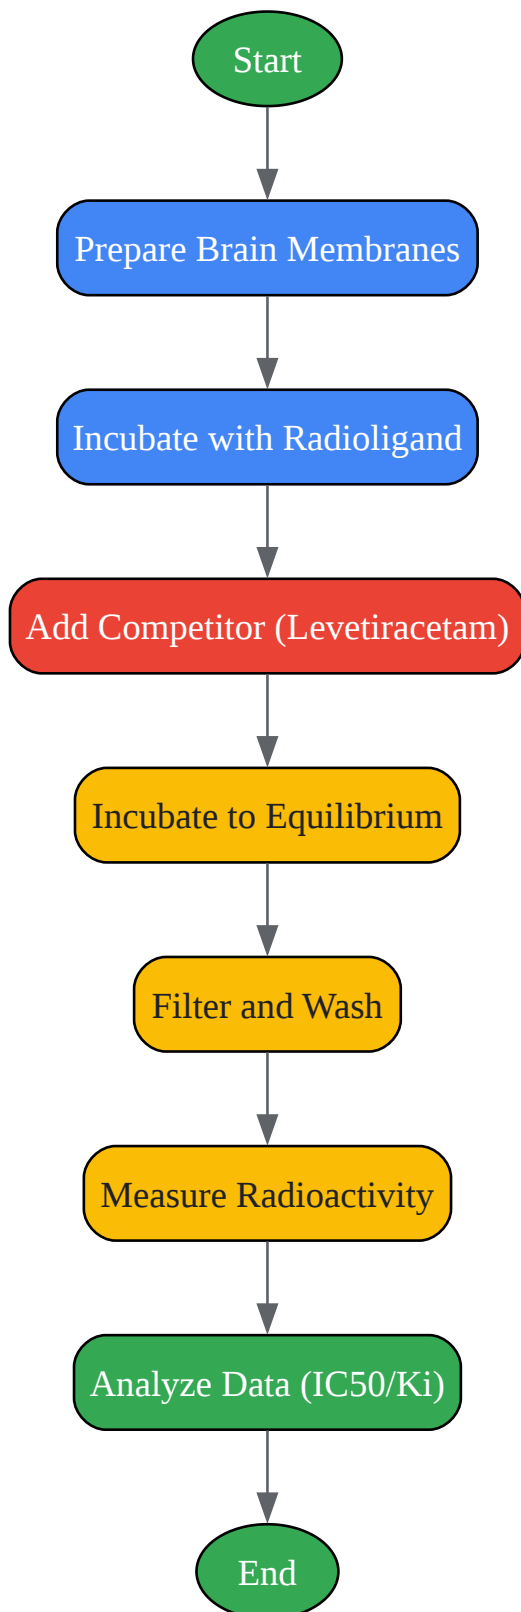 Start
Prepare Brain Membranes
Incubate with Radioligand
Add Competitor (Levetiracetam)
Incubate to Equilibrium
Filter and Wash
Measure Radioactivity
Analyze Data (IC50/Ki)
End